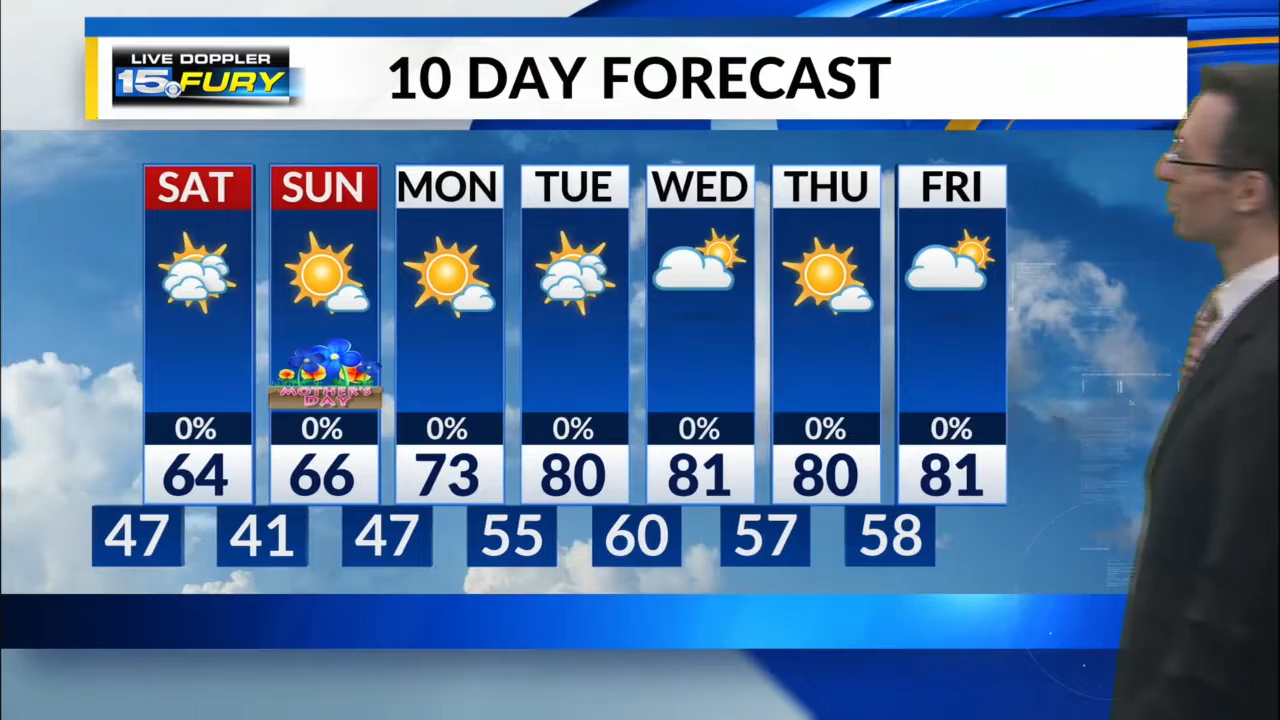 LIVE DOPPLER
15 FURY
10 DAY FORECAST
SAT SUN MON TUE WED THU FRI
MOTHER'S
DAY
0% 0% 0% 0% 0% 0% 0%
64 66 73 80 81 80 81
47 41 47 55 60 57 58